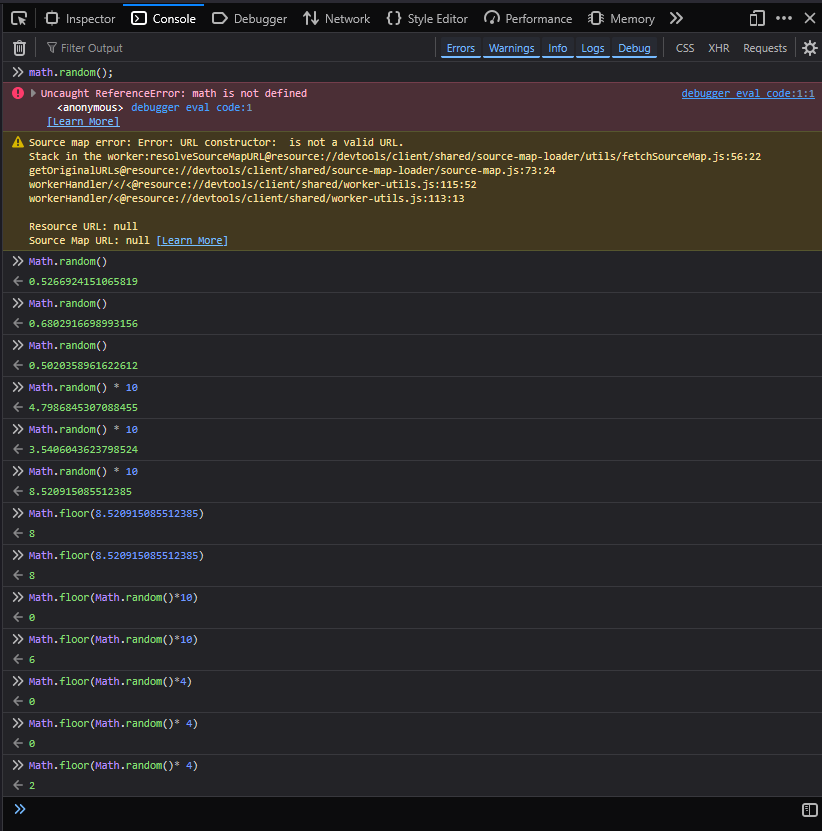 Inspector Console Debugger Network Style Editor Performance Memory
Filter Output Errors Warnings Info Logs Debug CSS XHR Requests
math.random();
Uncaught ReferenceError: math is not defined debugger eval code:1:1
<anonymous> debugger eval code:1
[Learn More]
Source map error: Error: URL constructor:  is not a valid URL.
Stack in the worker:resolveSourceMapURL@resource://devtools/client/shared/source-map-loader/utils/fetchSourceMap.js:56:22
getOriginalURLs@resource://devtools/client/shared/source-map-loader/source-map.js:73:24
workerHandler/</<@resource://devtools/client/shared/worker-utils.js:115:52
workerHandler/<@resource://devtools/client/shared/worker-utils.js:113:13
Resource URL: null
Source Map URL: null [Learn More]
Math.random()
0.5266924151065819
Math.random()
0.6802916698993156
Math.random()
0.5020358961622612
Math.random() * 10
4.7986845307088455
Math.random() * 10
3.5406043623798524
Math.random() * 10
8.520915085512385
Math.floor(8.520915085512385)
8
Math.floor(8.520915085512385)
8
Math.floor(Math.random()*10)
0
Math.floor(Math.random()*10)
6
Math.floor(Math.random()*4)
0
Math.floor(Math.random()* 4)
0
Math.floor(Math.random()* 4)
2